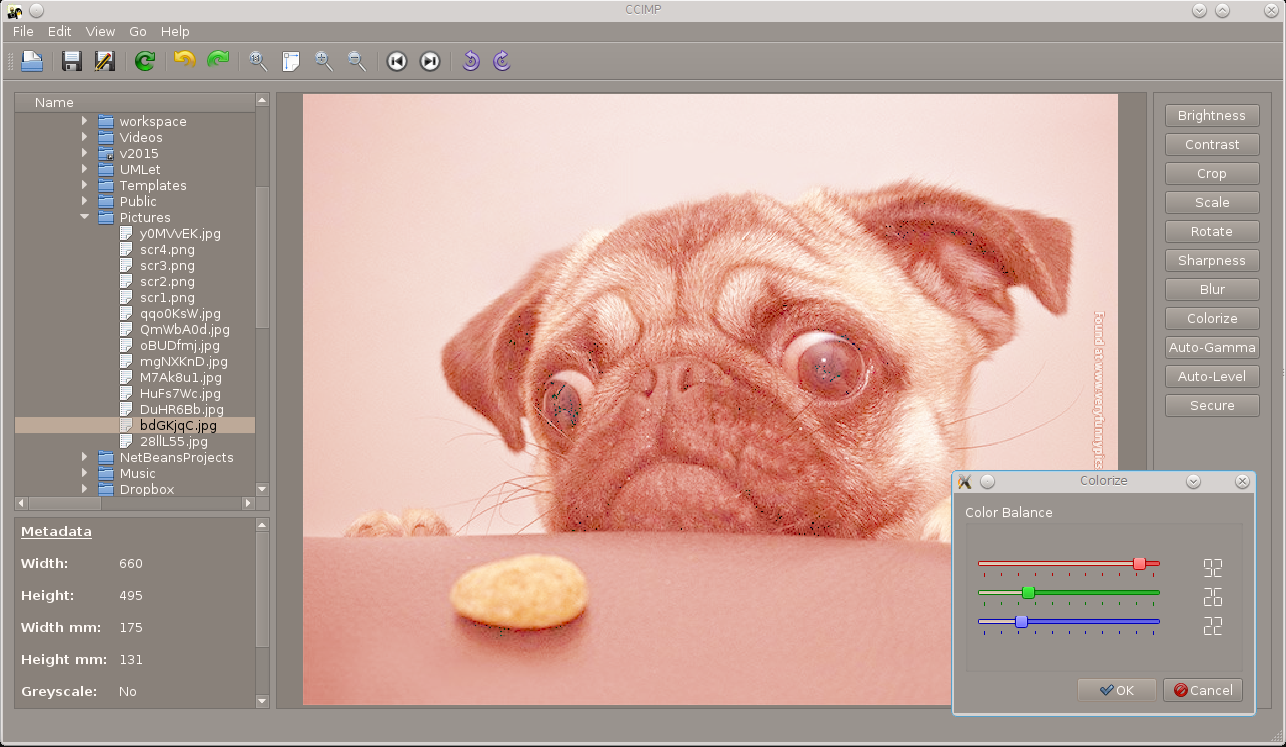 CCIMP
File Edit View Go Help
Name
workspace
Videos
v2015
UMLet
Templates
Public
Pictures
y0MVvEK.jpg
scr4.png
scr3.png
scr2.png
scr1.png
qqo0KsW.jpg
QmWbA0d.jpg
oBUDfmj.jpg
mgNXKnD.jpg
M7Ak8u1.jpg
HuFs7Wc.jpg
DuHR6Bb.jpg
bdGKjqC.jpg
28llL55.jpg
NetBeansProjects
Music
Dropbox
Metadata
Width: 660
Height: 495
Width mm: 175
Height mm: 131
Greyscale: No
Found at www.veryfunnypics
Brightness
Contrast
Crop
Scale
Rotate
Sharpness
Blur
Colorize
Auto-Gamma
Auto-Level
Secure
Colorize
Color Balance
92
26
22
OK Cancel